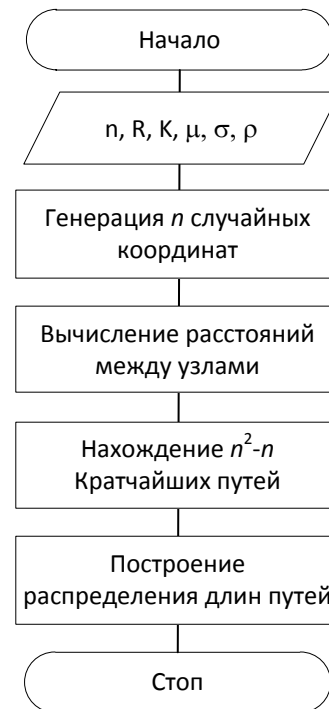 Начало
n, R, K, μ, σ, ρ
Генерация n случайных
координат
Вычисление расстояний
между узлами
Нахождение n²-n
Кратчайших путей
Построение
распределения длин путей
Стоп